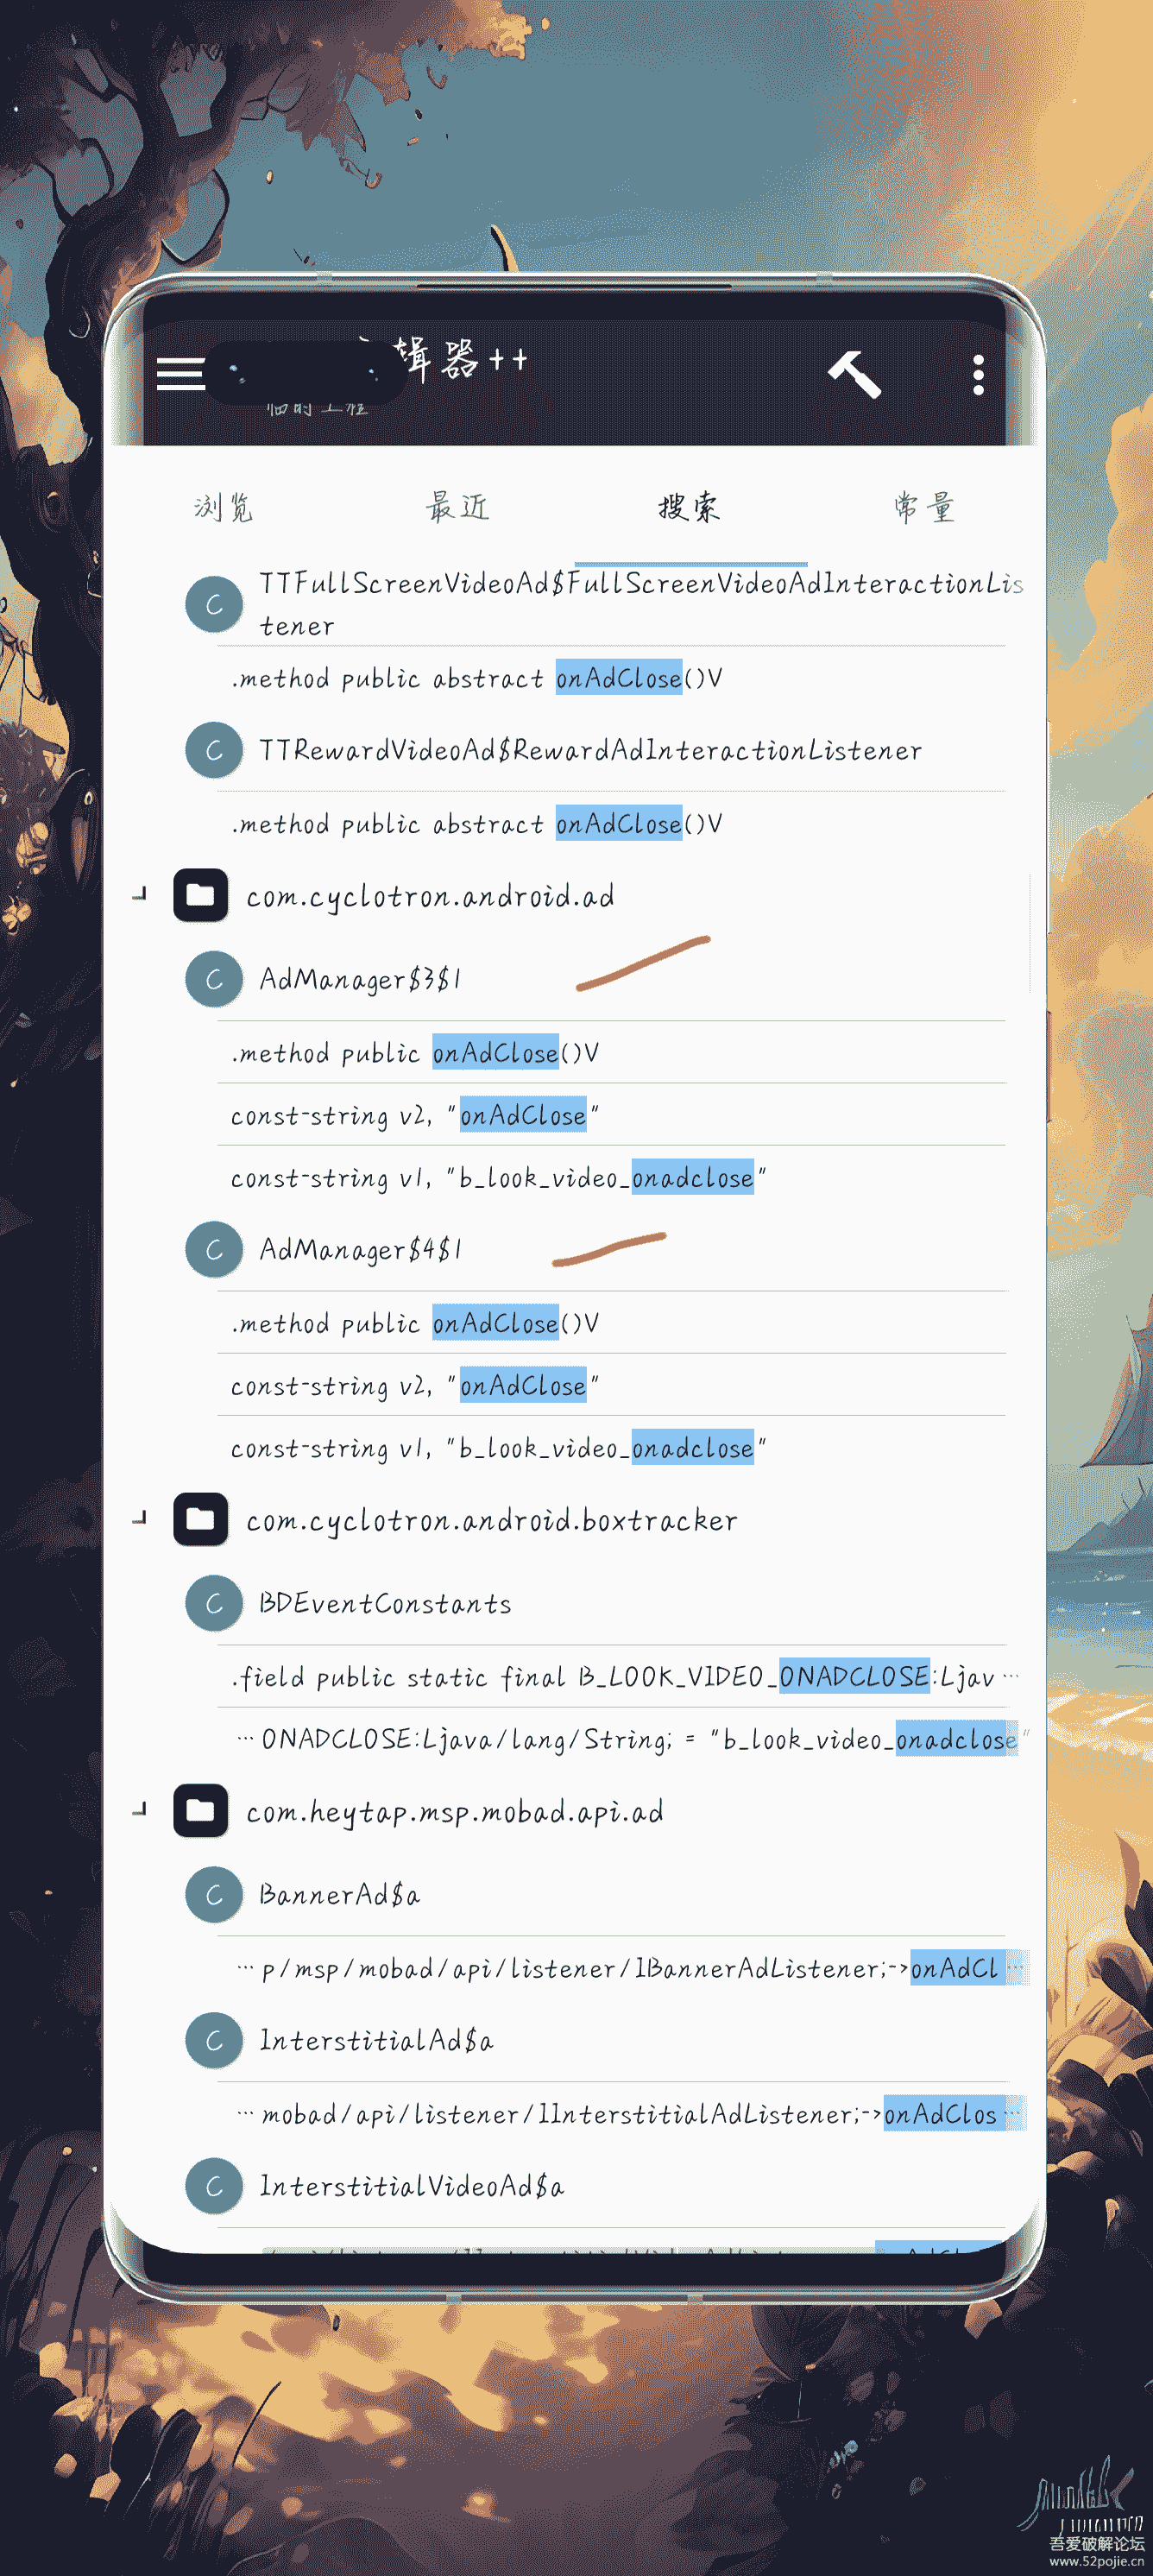 辑器++
临时工程
浏览
最近
搜索
常量
TTFullScreenVideoAd$FullScreenVideoAdInteractionLis
tener
.method public abstract onAdClose()V
TTRewardVideoAd$RewardAdInteractionListener
.method public abstract onAdClose()V
com.cyclotron.android.ad
C AdManager$3$1
.method public onAdClose()V
const-string v2, "onAdClose"
const-string v1, "b_look_video_onadclose"
C AdManager$4$1
.method public onAdClose()V
const-string v2, "onAdClose"
const-string v1, "b_look_video_onadclose"
com.cyclotron.android.boxtracker
C BDEventConstants
.field public static final B_LOOK_VIDEO_ONADCLOSE:Ljav…
…ONADCLOSE:Ljava/lang/String; = "b_look_video_onadclose"
com.heytap.msp.mobad.api.ad
C BannerAd$a
…p/msp/mobad/api/listener/IBannerAdListener;->onAdCl…
C InterstitialAd$a
…mobad/api/listener/IInterstitialAdListener;->onAdClos…
C InterstitialVideoAd$a
吾爱破解论坛
www.52pojie.cn